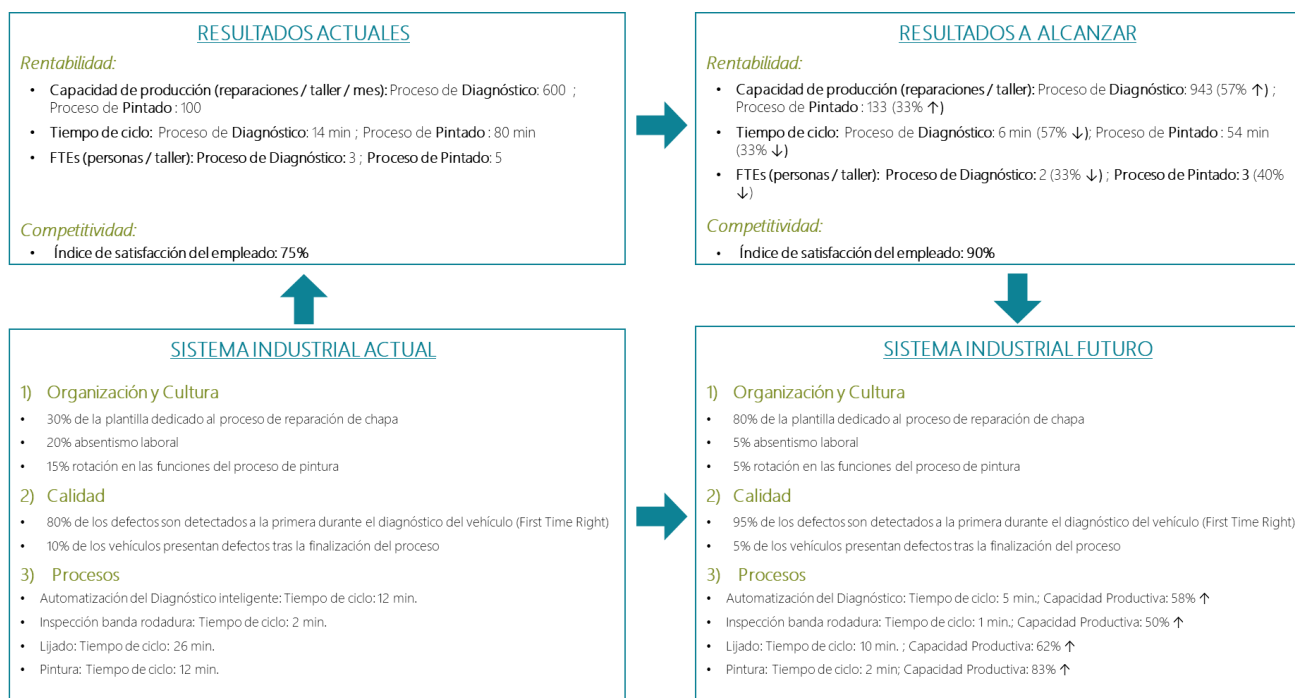 RESULTADOS ACTUALES
Rentabilidad:
• Capacidad de producción (reparaciones / taller / mes): Proceso de Diagnóstico: 600 ;
Proceso de Pintado : 100
• Tiempo de ciclo: Proceso de Diagnóstico: 14 min ; Proceso de Pintado : 80 min
• FTEs (personas / taller): Proceso de Diagnóstico: 3 ; Proceso de Pintado: 5
Competitividad:
• Índice de satisfacción del empleado: 75%
RESULTADOS A ALCANZAR
Rentabilidad:
• Capacidad de producción (reparaciones / taller): Proceso de Diagnóstico: 943 (57% ↑) ;
Proceso de Pintado : 133 (33% ↑)
• Tiempo de ciclo: Proceso de Diagnóstico: 6 min (57% ↓); Proceso de Pintado : 54 min
(33% ↓)
• FTEs (personas / taller): Proceso de Diagnóstico: 2 (33% ↓) ; Proceso de Pintado: 3 (40%
↓)
Competitividad:
• Índice de satisfacción del empleado: 90%
SISTEMA INDUSTRIAL ACTUAL
1) Organización y Cultura
• 30% de la plantilla dedicado al proceso de reparación de chapa
• 20% absentismo laboral
• 15% rotación en las funciones del proceso de pintura
2) Calidad
• 80% de los defectos son detectados a la primera durante el diagnóstico del vehículo (First Time Right)
• 10% de los vehículos presentan defectos tras la finalización del proceso
3) Procesos
• Automatización del Diagnóstico inteligente: Tiempo de ciclo: 12 min.
• Inspección banda rodadura: Tiempo de ciclo: 2 min.
• Lijado: Tiempo de ciclo: 26 min.
• Pintura: Tiempo de ciclo: 12 min.
SISTEMA INDUSTRIAL FUTURO
1) Organización y Cultura
• 80% de la plantilla dedicado al proceso de reparación de chapa
• 5% absentismo laboral
• 5% rotación en las funciones del proceso de pintura
2) Calidad
• 95% de los defectos son detectados a la primera durante el diagnóstico del vehículo (First Time Right)
• 5% de los vehículos presentan defectos tras la finalización del proceso
3) Procesos
• Automatización del Diagnóstico: Tiempo de ciclo: 5 min.; Capacidad Productiva: 58% ↑
• Inspección banda rodadura: Tiempo de ciclo: 1 min.; Capacidad Productiva: 50% ↑
• Lijado: Tiempo de ciclo: 10 min. ; Capacidad Productiva: 62% ↑
• Pintura: Tiempo de ciclo: 2 min; Capacidad Productiva: 83% ↑